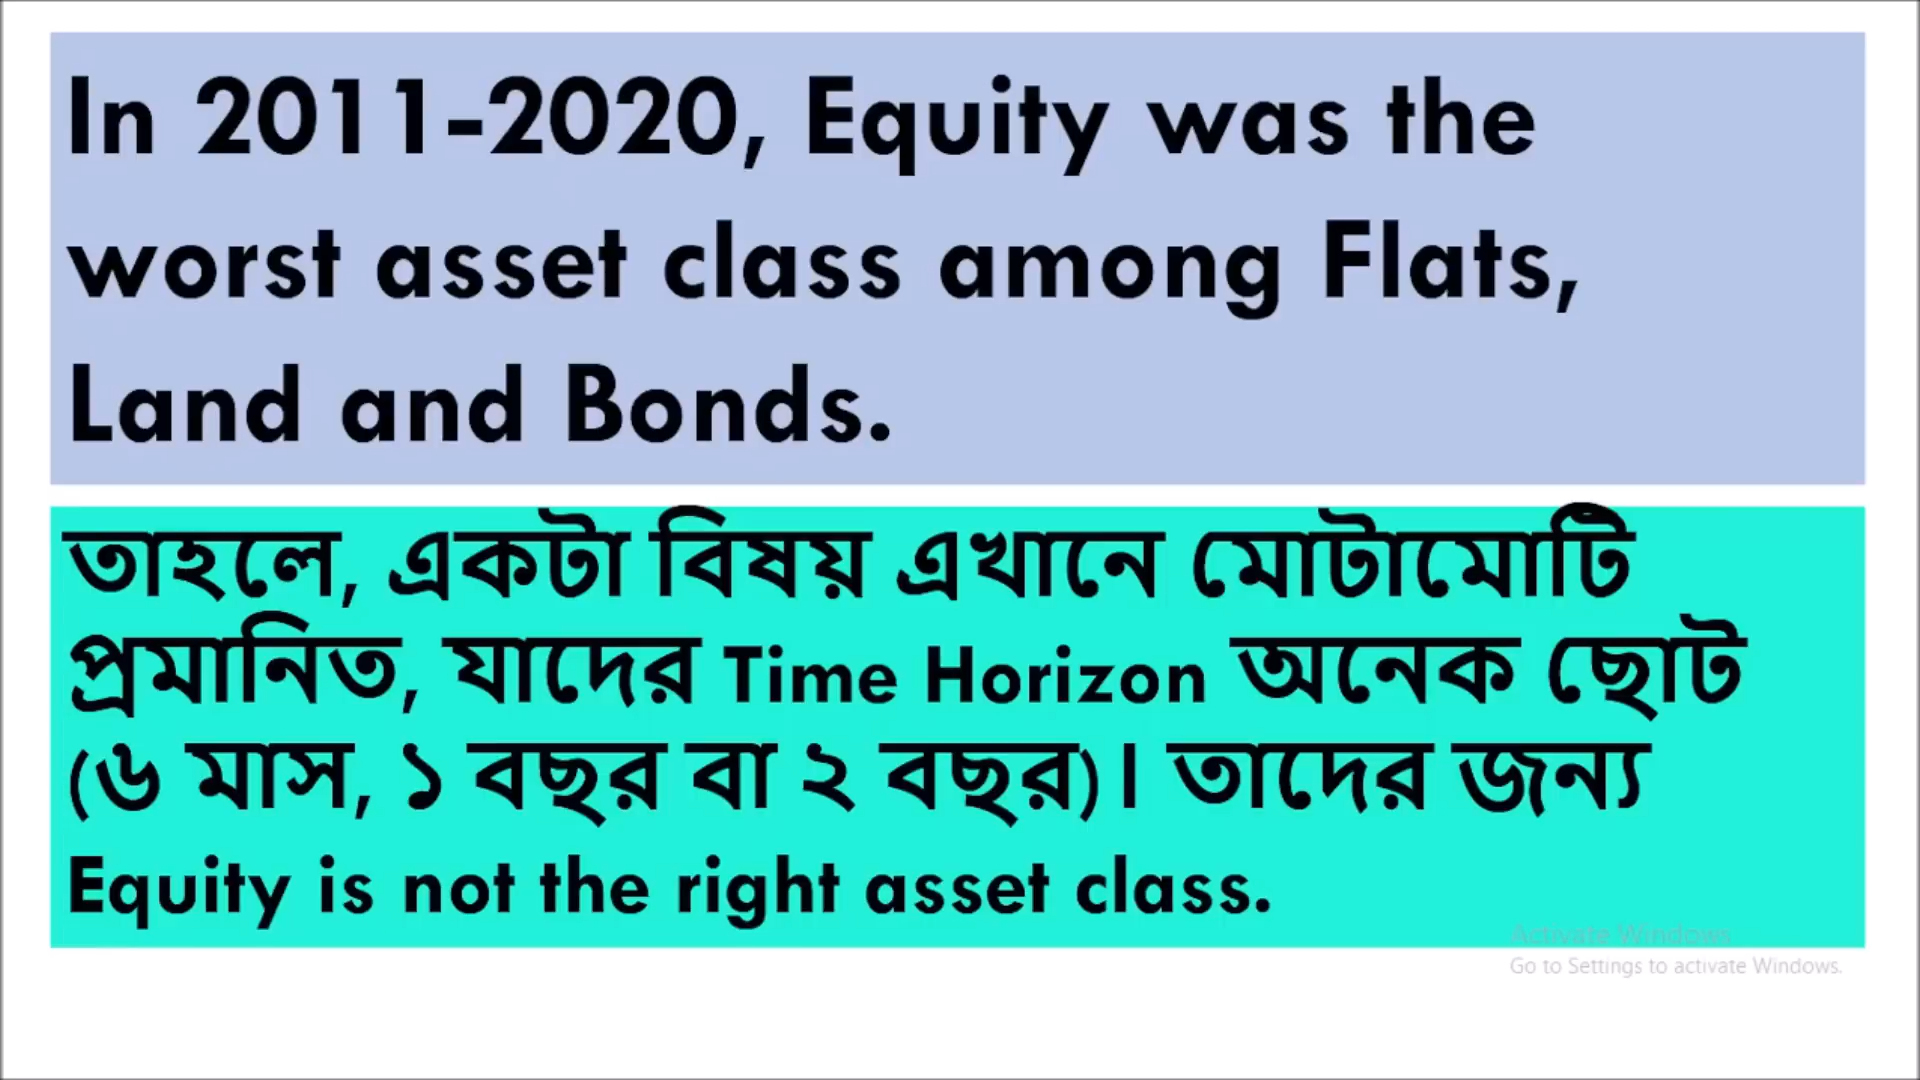 In 2011-2020, Equity was the
worst asset class among Flats,
Land and Bonds.
তাহলে, একটা বিষয় এখানে মোটামোটি
প্রমানিত, যাদের Time Horizon অনেক ছোট
(৬ মাস, ১ বছর বা ২ বছর)। তাদের জন্য
Equity is not the right asset class.
Activate Windows
Go to Settings to activate Windows.